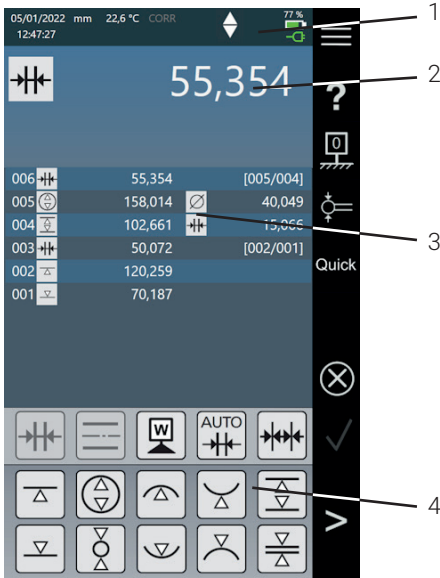 05/01/2022 mm 22,6 °C CORR 77 %
12:47:27
1
55,354
2
?
0
006 55,354 [005/004]
005 158,014 40,049
004 102,661 15,066
003 50,072 [002/001]
3
002 120,259
001 70,187
Quick
W
AUTO
4
>